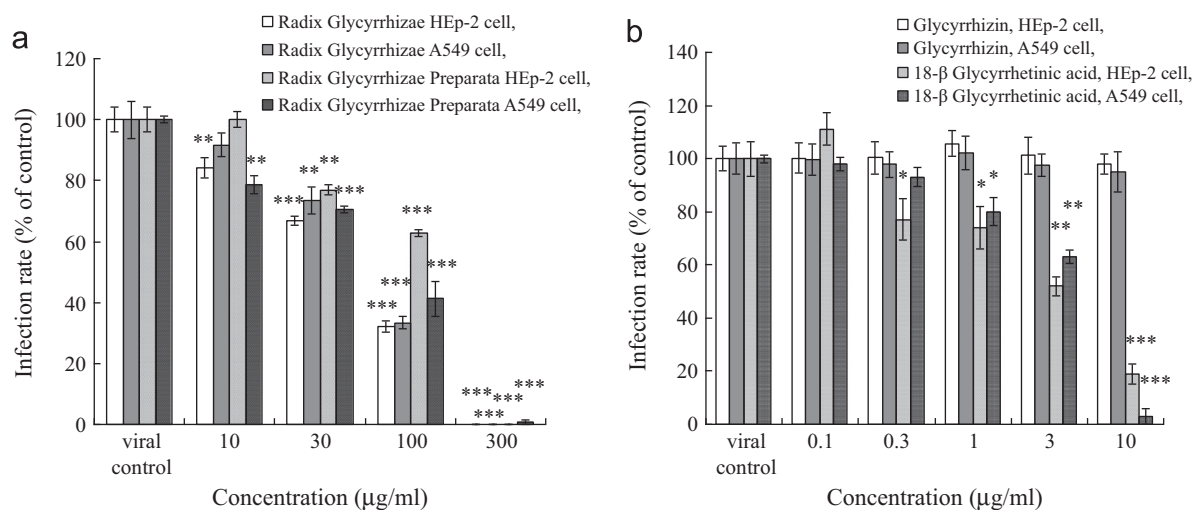 a
Radix Glycyrrhizae HEp-2 cell,
Radix Glycyrrhizae A549 cell,
Radix Glycyrrhizae Preparata HEp-2 cell,
Radix Glycyrrhizae Preparata A549 cell,
Infection rate (% of control)
120
100
80
60
40
20
0
** **
*** ** ** ***
*** *** *** ***
*** *** *** ***
viral control 10 30 100 300
Concentration (μg/ml)
b
Glycyrrhizin, HEp-2 cell,
Glycyrrhizin, A549 cell,
18-β Glycyrrhetinic acid, HEp-2 cell,
18-β Glycyrrhetinic acid, A549 cell,
Infection rate (% of control)
140
120
100
80
60
40
20
0
*
* *
** **
*** ***
viral control 0.1 0.3 1 3 10
Concentration (μg/ml)